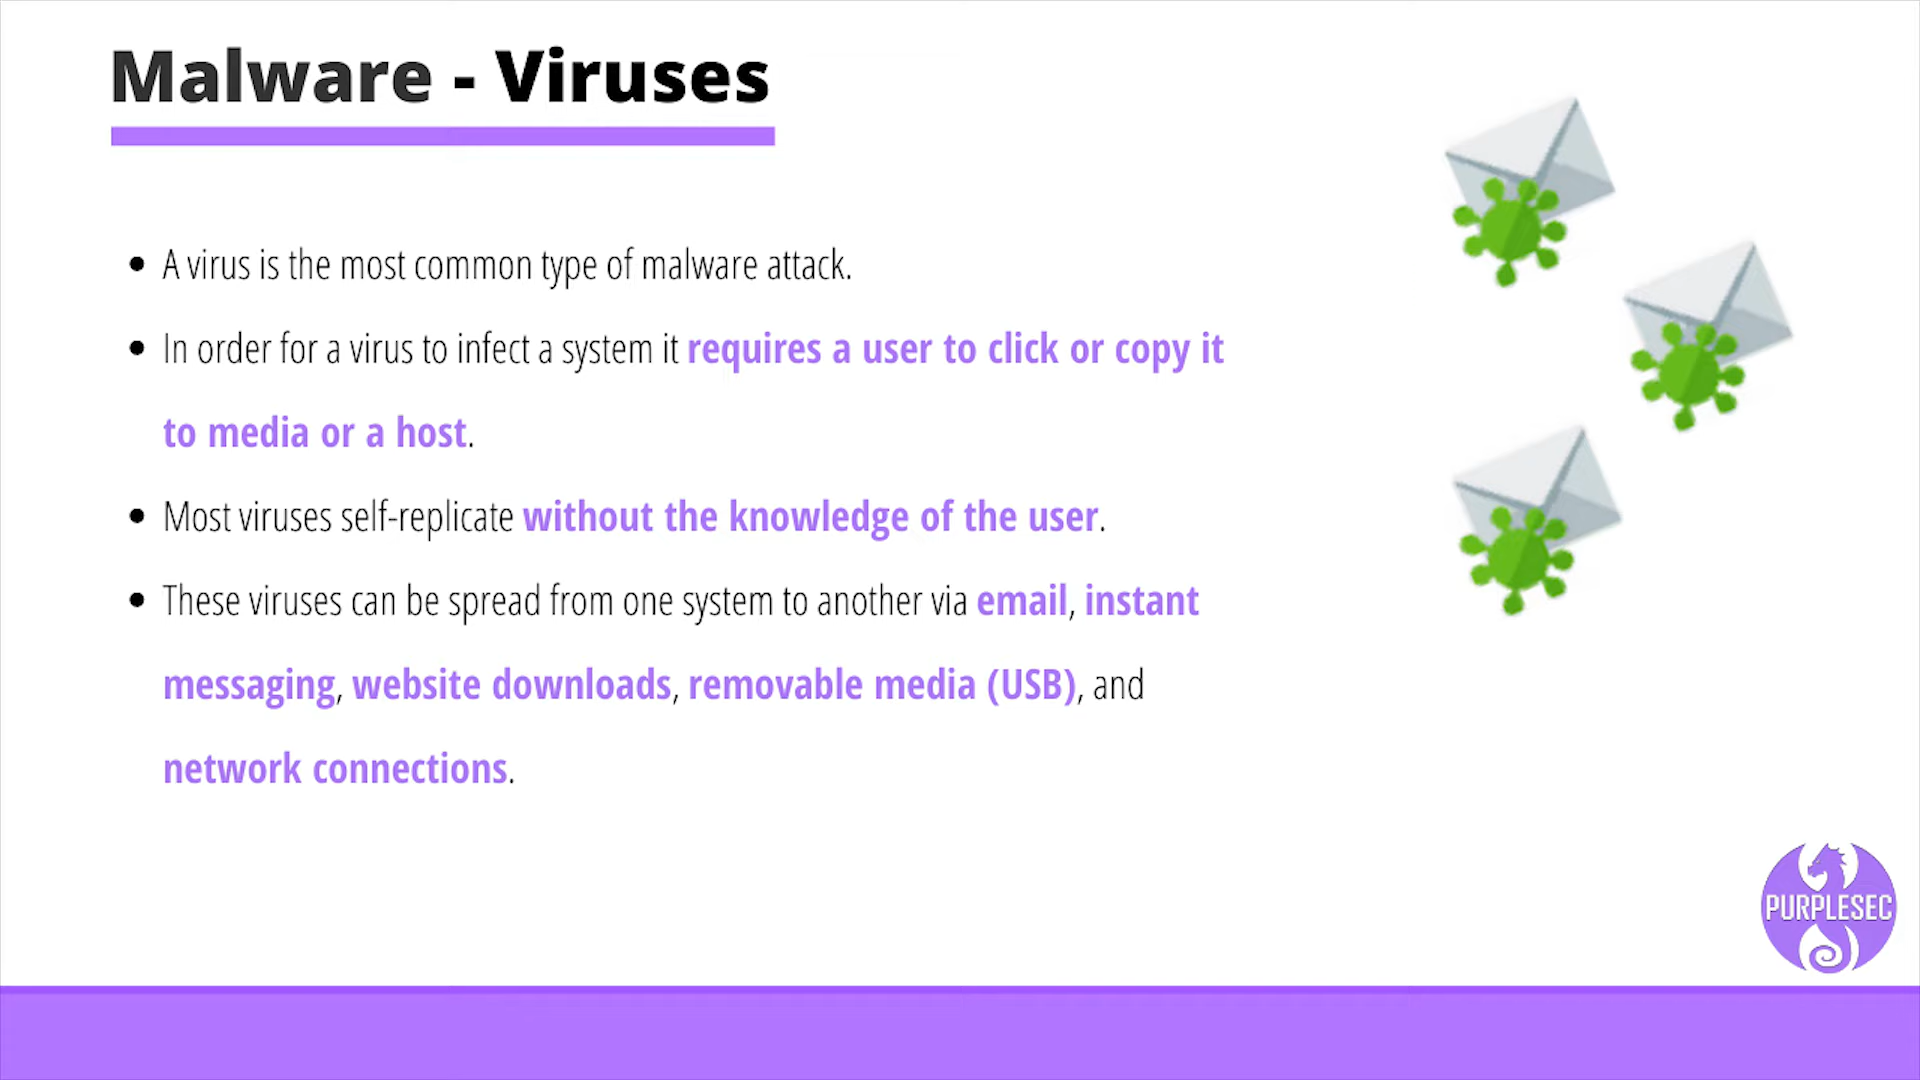 Malware - Viruses
• A virus is the most common type of malware attack.
• In order for a virus to infect a system it requires a user to click or copy it
to media or a host.
• Most viruses self-replicate without the knowledge of the user.
• These viruses can be spread from one system to another via email, instant
messaging, website downloads, removable media (USB), and
network connections.
PURPLESEC